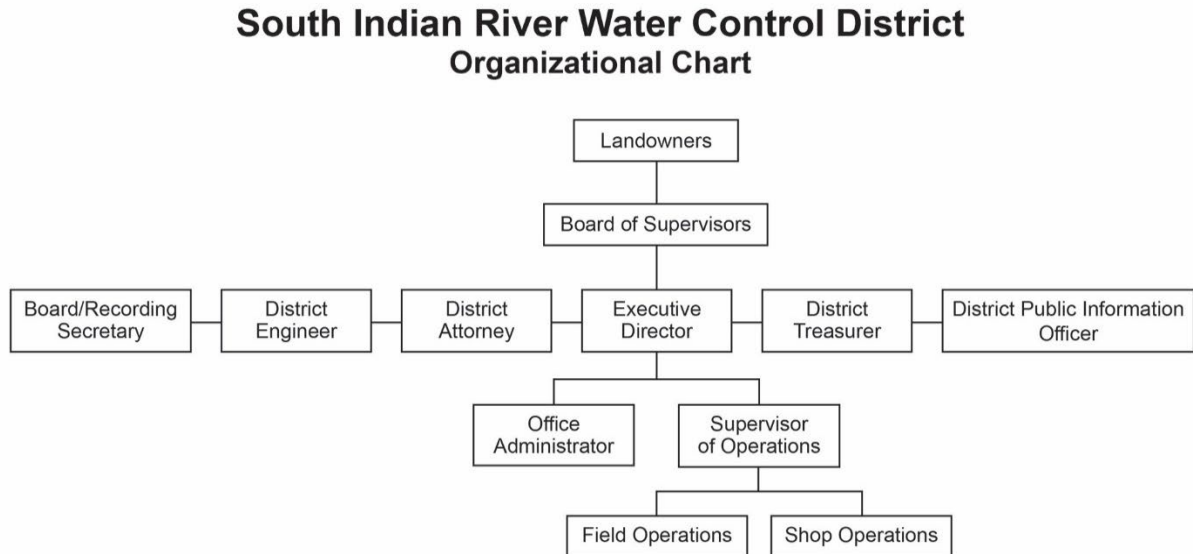 South Indian River Water Control District
Organizational Chart
Landowners
Board of Supervisors
Board/Recording
Secretary
District
Engineer
District
Attorney
Executive
Director
District
Treasurer
District Public Information
Officer
Office
Administrator
Supervisor
of Operations
Field Operations
Shop Operations